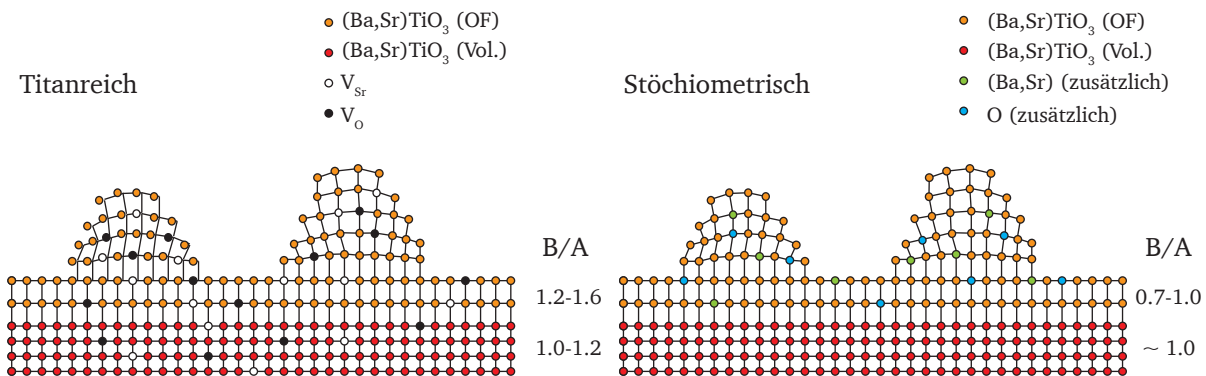 (Ba,Sr)TiO3 (OF)
(Ba,Sr)TiO3 (Vol.)
Titanreich
VSr
VO
B/A
1.2-1.6
1.0-1.2
(Ba,Sr)TiO3 (OF)
(Ba,Sr)TiO3 (Vol.)
Stöchiometrisch
(Ba,Sr) (zusätzlich)
O (zusätzlich)
B/A
0.7-1.0
~ 1.0